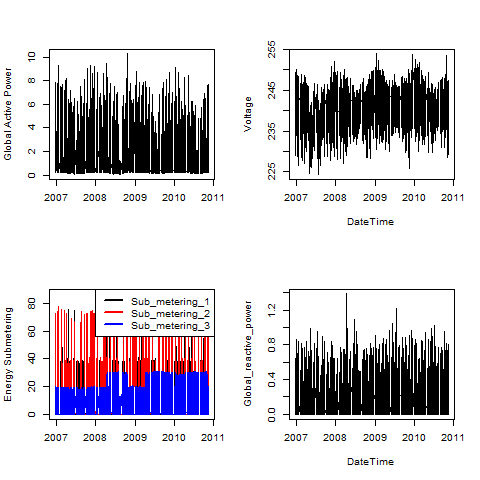 Global Active Power
0 2 4 6 8 10
2007 2008 2009 2010 2011
Voltage
225 235 245 255
2007 2008 2009 2010 2011
DateTime
Energy Submetering
0 20 40 60 80
Sub_metering_1
Sub_metering_2
Sub_metering_3
2007 2008 2009 2010 2011
Global_reactive_power
0.0 0.4 0.8 1.2
2007 2008 2009 2010 2011
DateTime